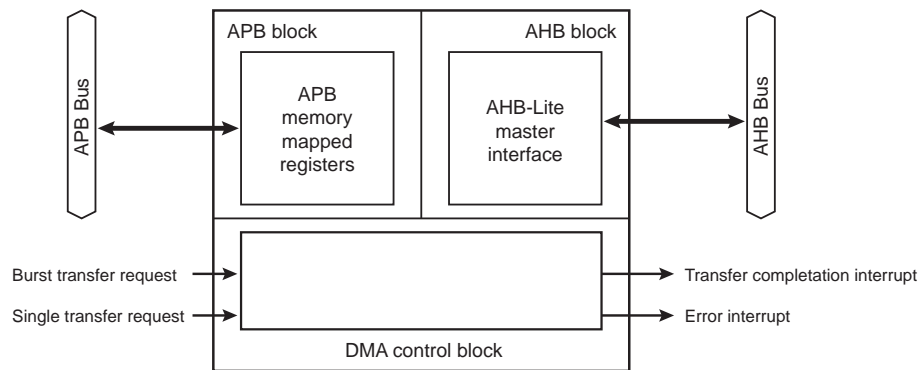 APB block
AHB block
APB Bus
APB
memory
mapped
registers
AHB-Lite
master
interface
AHB Bus
Burst transfer request
Transfer completation interrupt
Single transfer request
Error interrupt
DMA control block